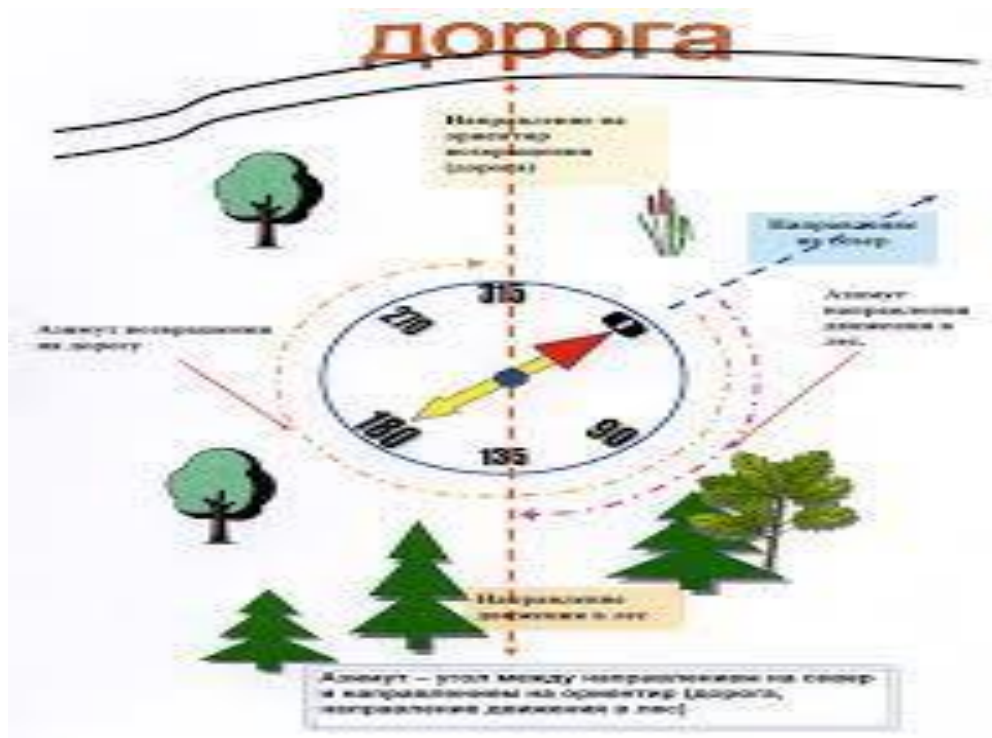 дорога
Направление на
ориентир
возвращения
(дорога)
Направление
на север
315
270
0
Азимут
направления
движения в
лес.
Азимут возвращения
на дорогу
180
90
135
Направление
движения в лес
Азимут – угол между направлением на север
и направлением на ориентир (дорога,
направление движения в лес)